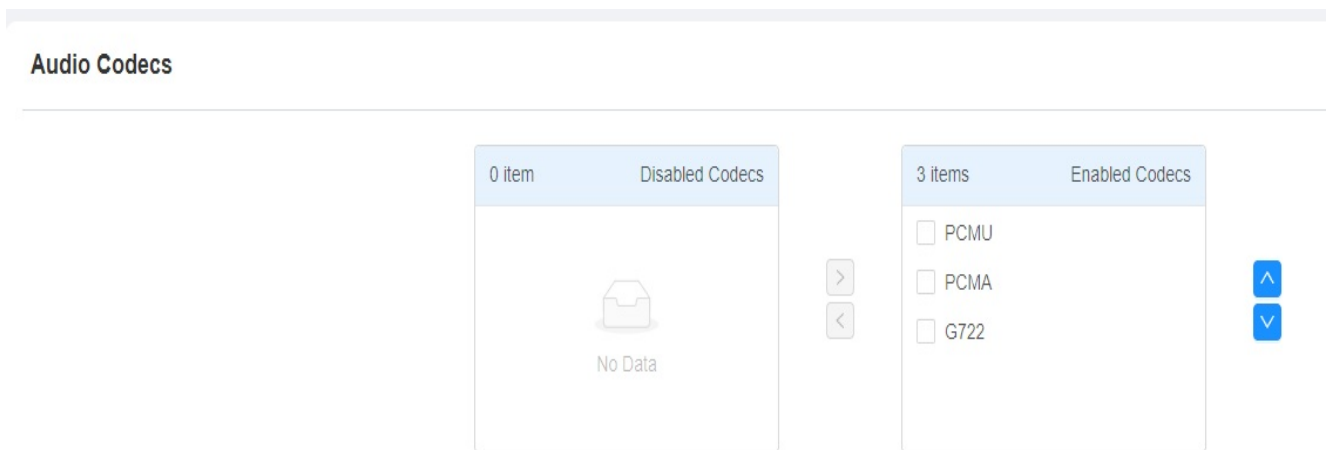 Audio Codecs
0 item Disabled Codecs
No Data
3 items Enabled Codecs
PCMU
PCMA
G722